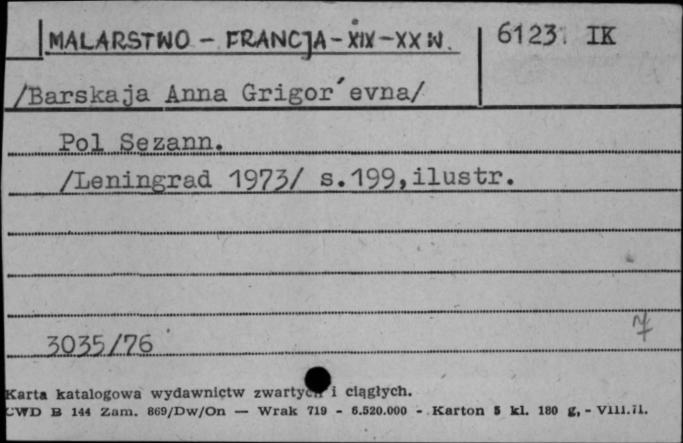 MALARSTWO - FRANCJA - XIX - XX W. 6123. IK
/Barskaja Anna Grigor´evna/
Pol Sezann.
/Leningrad 1973/ s.199,ilustr.
3035/76
Karta katalogowa wydawnictw zwartych i ciągłych.
CWD B 144 Zam. 869/Dw/On — Wrak 719 - 6.520.000 - Karton 5 kl. 180 g, - VIII.71.